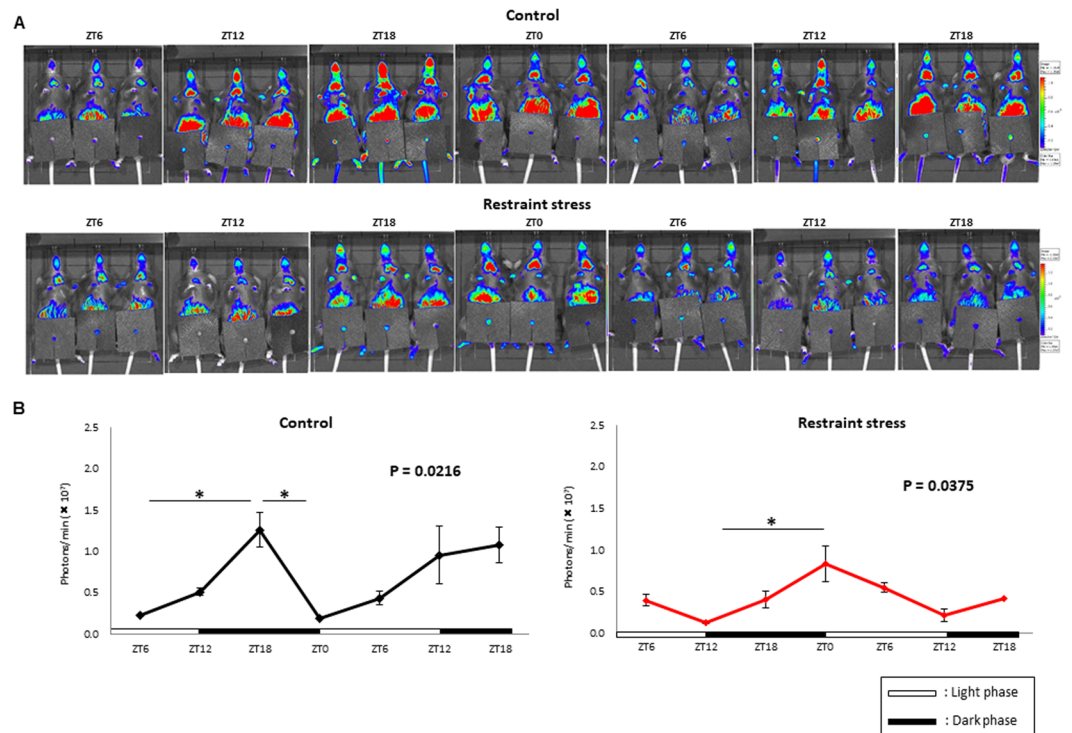 A
Control
ZT6 ZT12 ZT18 ZT0 ZT6 ZT12 ZT18
Restraint stress
ZT6 ZT12 ZT18 ZT0 ZT6 ZT12 ZT18
B
Control
Photons/min (✖ 10⁷)
2.5
2.0
1.5
1.0
0.5
0.0
P = 0.0216
*
*
ZT6 ZT12 ZT18 ZT0 ZT6 ZT12 ZT18
Restraint stress
Photons/min (✖ 10⁷)
2.5
2.0
1.5
1.0
0.5
0.0
P = 0.0375
*
ZT6 ZT12 ZT18 ZT0 ZT6 ZT12 ZT18
: Light phase
: Dark phase